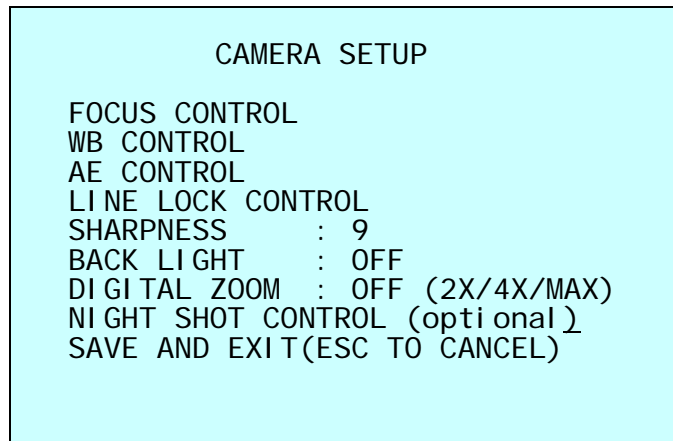 CAMERA SETUP
FOCUS CONTROL
WB CONTROL
AE CONTROL
LINE LOCK CONTROL
SHARPNESS : 9
BACK LIGHT : OFF
DIGITAL ZOOM : OFF (2X/4X/MAX)
NIGHT SHOT CONTROL (optional)
SAVE AND EXIT(ESC TO CANCEL)